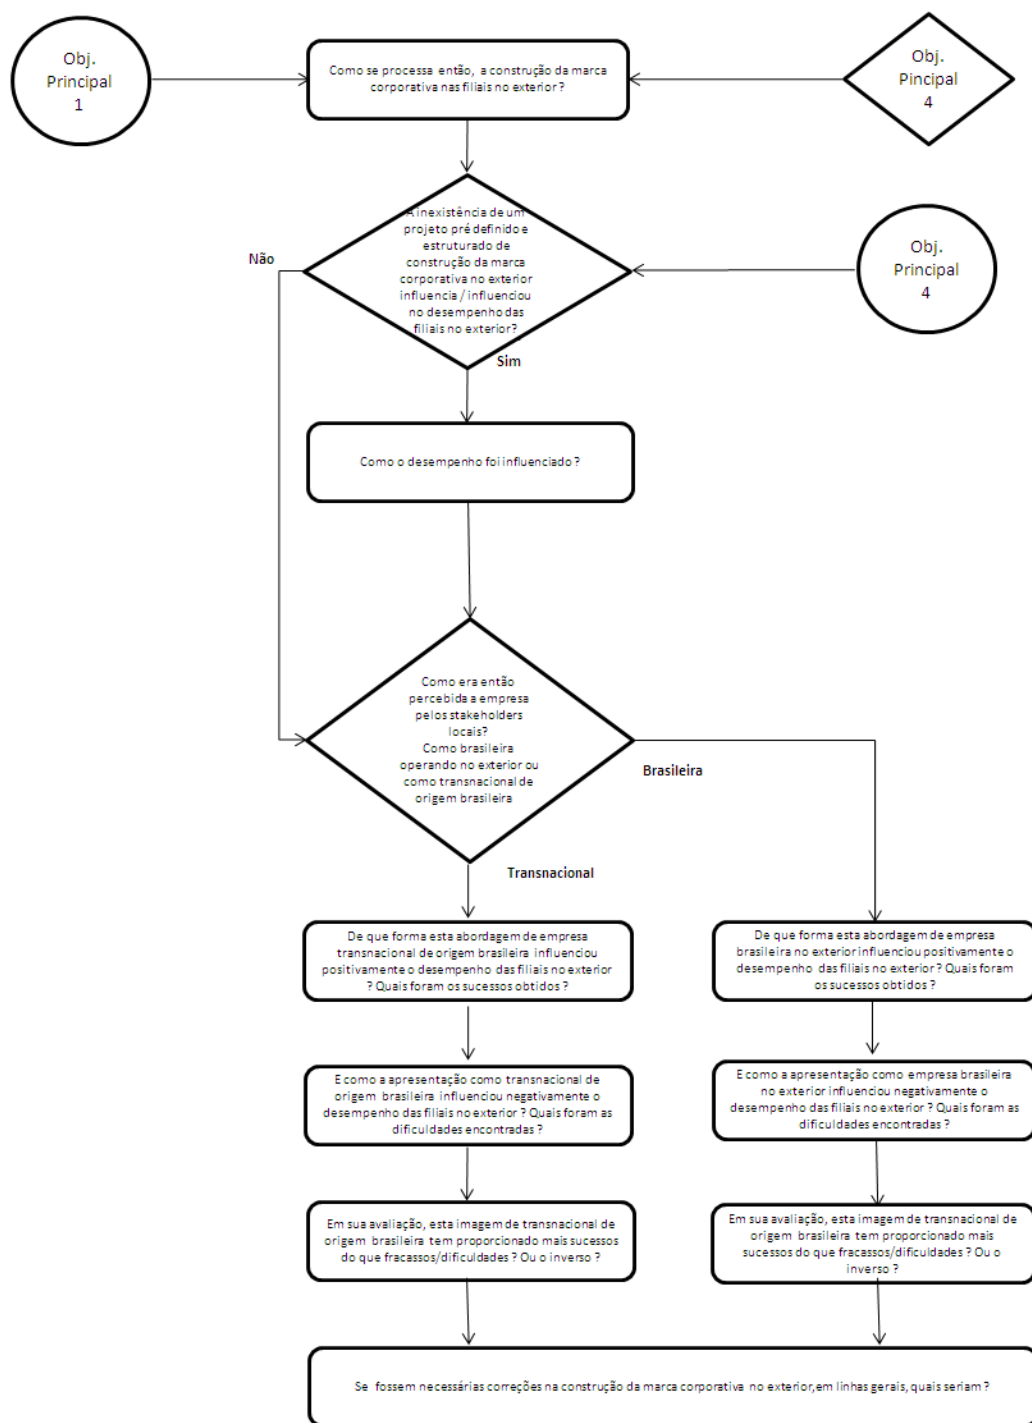 Obj.
Principal
1
Como se processa então, a construção da marca
corporativa nas filiais no exterior?
Obj.
Pincipal
4
A inexistência de um
projeto pré definido e
estruturado de
construção da marca
corporativa no exterior
influencia / influenciou
no desempenho das
filiais no exterior?
Não
Obj.
Principal
4
Sim
Como o desempenho foi influenciado ?
Como era então
percebida a empresa
pelos stakeholders
locais?
Como brasileira
operando no exterior ou
como transnacional de
origem brasileira
Brasileira
Transnacional
De que forma esta abordagem de empresa
transnacional de origem brasileira influenciou
positivamente o desempenho das filiais no exterior
? Quais foram os sucessos obtidos ?
De que forma esta abordagem de empresa
brasileira no exterior influenciou positivamente o
desempenho das filiais no exterior? Quais foram
os sucessos obtidos ?
E como a apresentação como transnacional de
origem brasileira influenciou negativamente o
desempenho das filiais no exterior ? Quais foram as
dificuldades encontradas ?
E como a apresentação como empresa brasileira
no exterior influenciou negativamente o
desempenho das filiais no exterior ? Quais foram as
dificuldades encontradas ?
Em sua avaliação, esta imagem de transnacional de
origem brasileira tem proporcionado mais sucessos
do que fracassos/dificuldades ? Ou o inverso ?
Em sua avaliação, esta imagem de transnacional de
origem brasileira tem proporcionado mais
sucessos do que fracassos/dificuldades ? Ou o
inverso ?
Se fossem necessárias correções na construção da marca corporativa no exterior,em linhas gerais, quais seriam ?